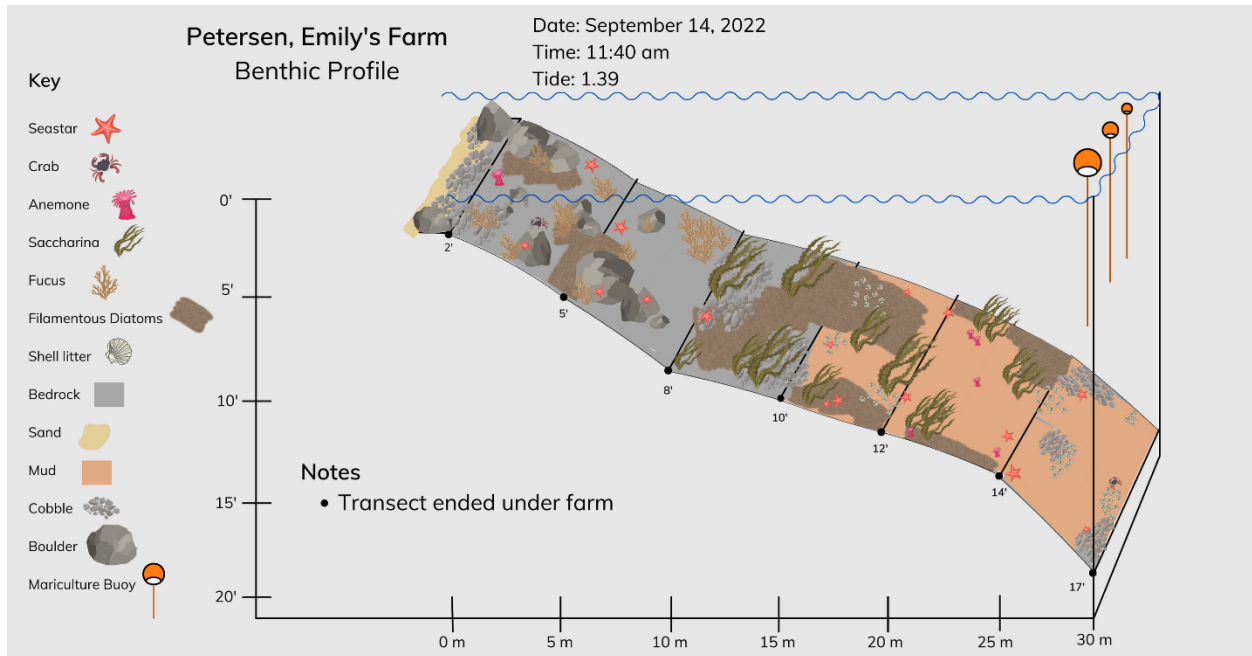 Petersen, Emily's Farm
Benthic Profile
Date: September 14, 2022
Time: 11:40 am
Tide: 1.39
Key
Seastar
Crab
Anemone
Saccharina
Fucus
Filamentous Diatoms
Shell litter
Bedrock
Sand
Mud
Cobble
Boulder
Mariculture Buoy
0'
5'
10'
15'
20'
2'
5'
8'
10'
12'
14'
17'
Notes
• Transect ended under farm
0 m
5 m
10 m
15 m
20 m
25 m
30 m